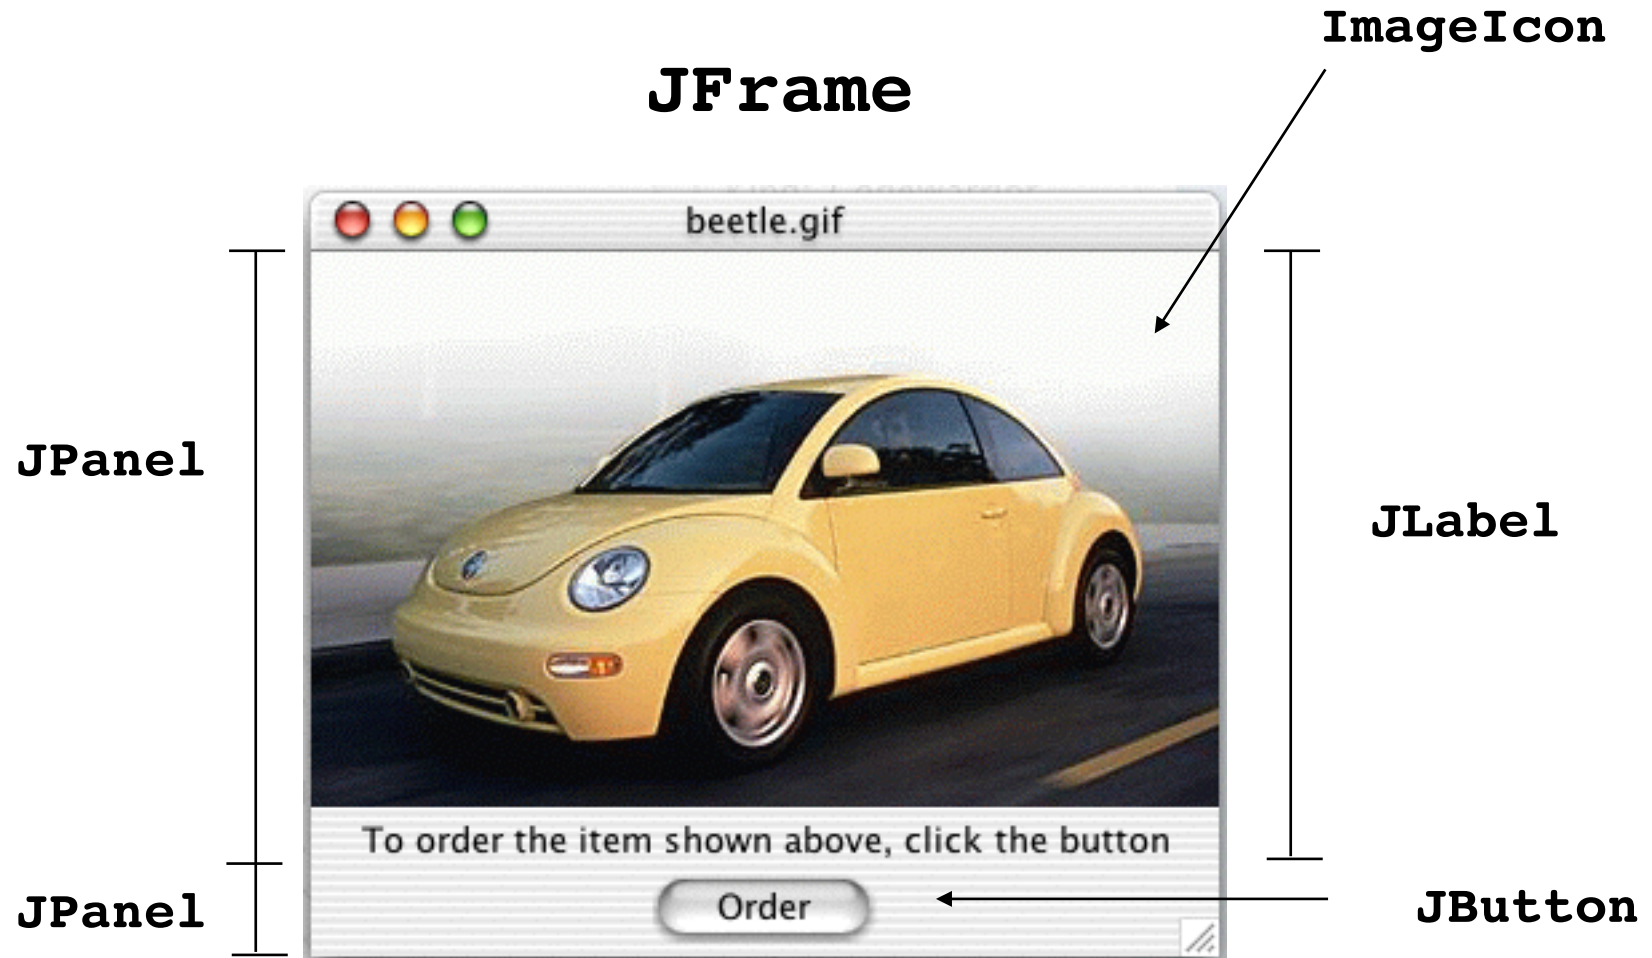 ImageIcon
JFrame
beetle.gif
JPanel
JLabel
To order the item shown above, click the button
Order
JPanel
JButton